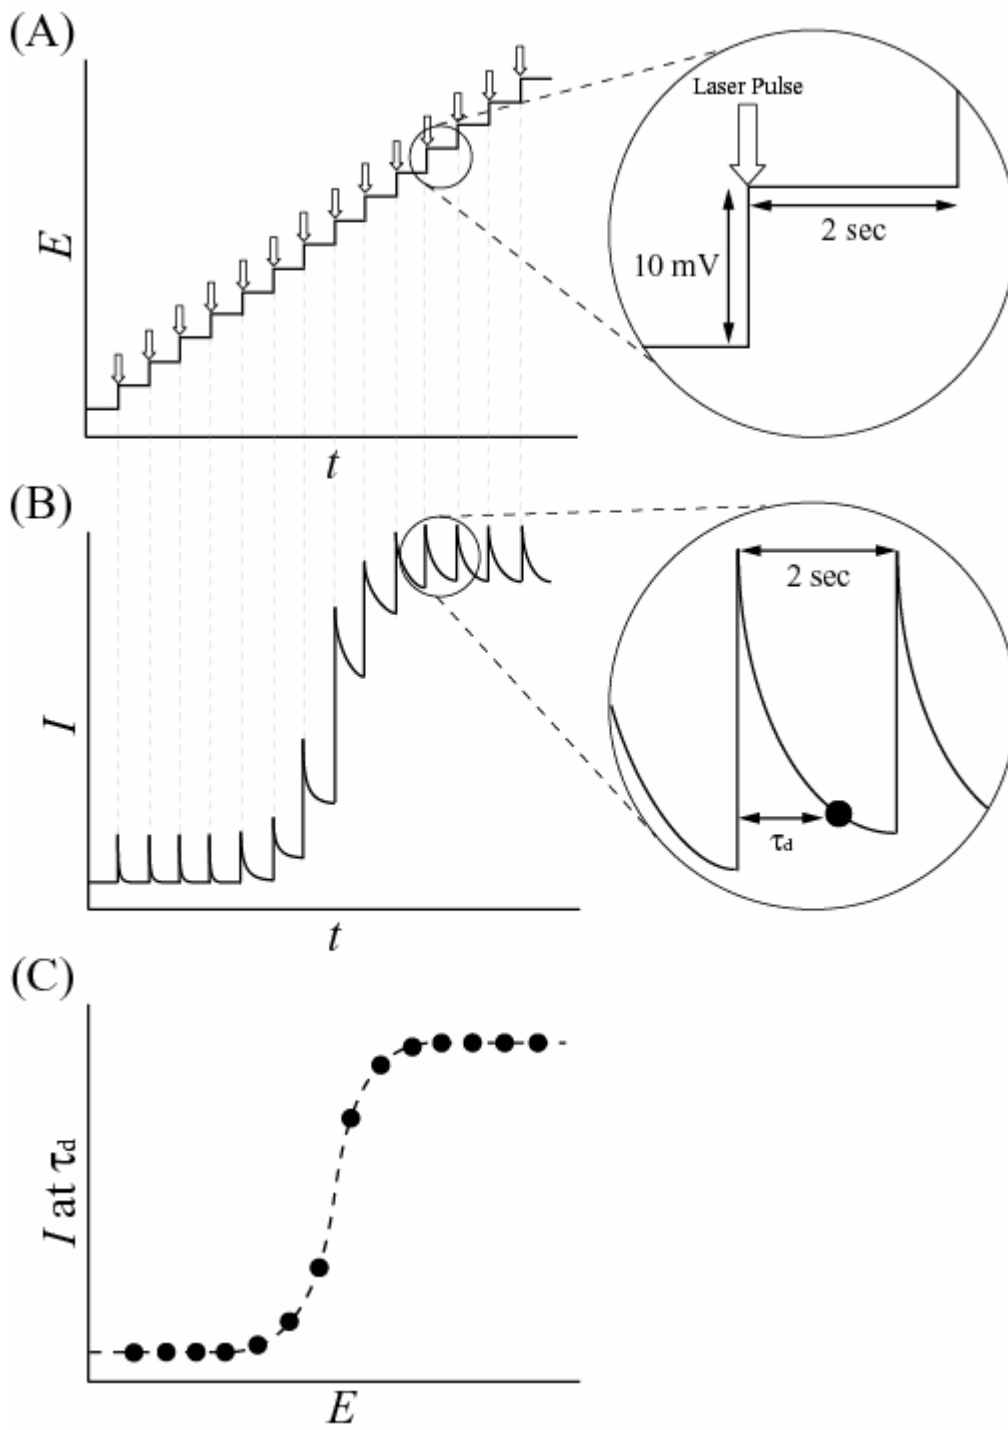 (A)
E
t
Laser Pulse
2 sec
10 mV
(B)
I
t
2 sec
τd
(C)
I at τd
E